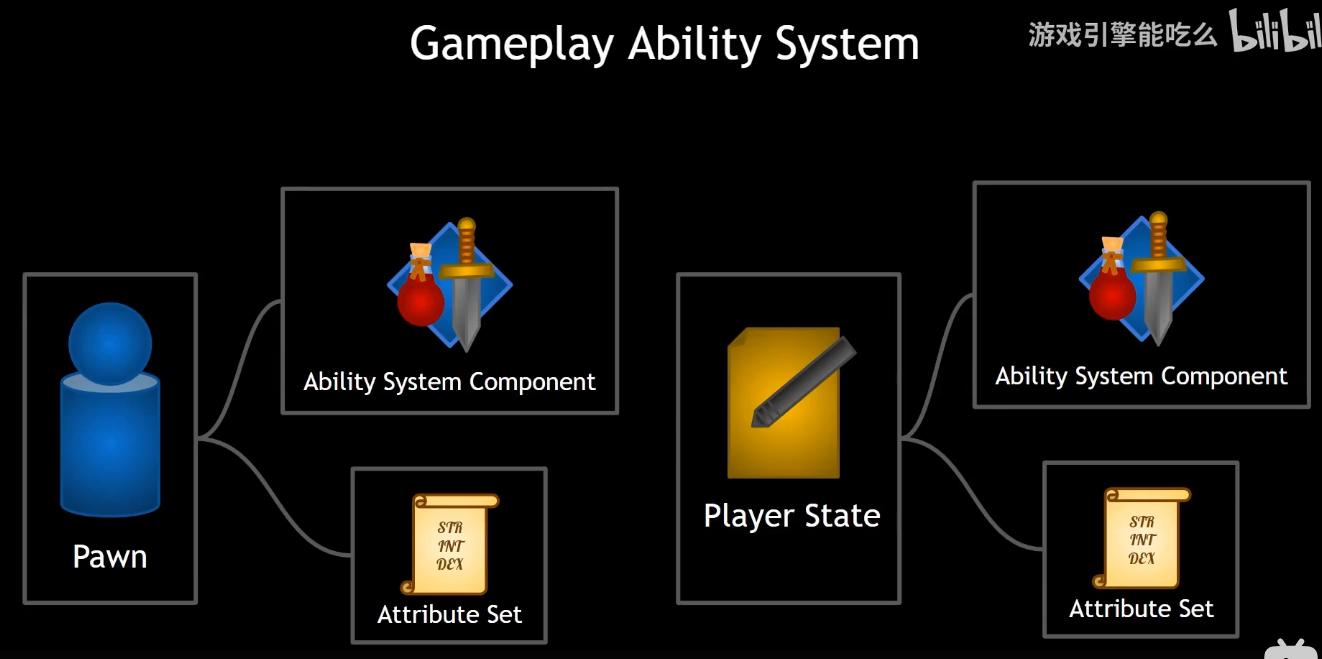 Gameplay Ability System
游戏引擎能吃么 bilibil
Ability System Component
Ability System Component
Pawn
Player State
STR
INT
DEX
Attribute Set
STR
INT
DEX
Attribute Set